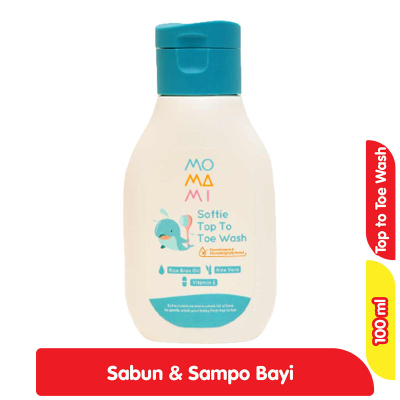 MO
MA
MI
Softie
Top To
Toe Wash
Rice Bran Oil
Aloe Vera
Vitamin E
Top to Toe Wash
100 ml
Sabun & Sampo Bayi